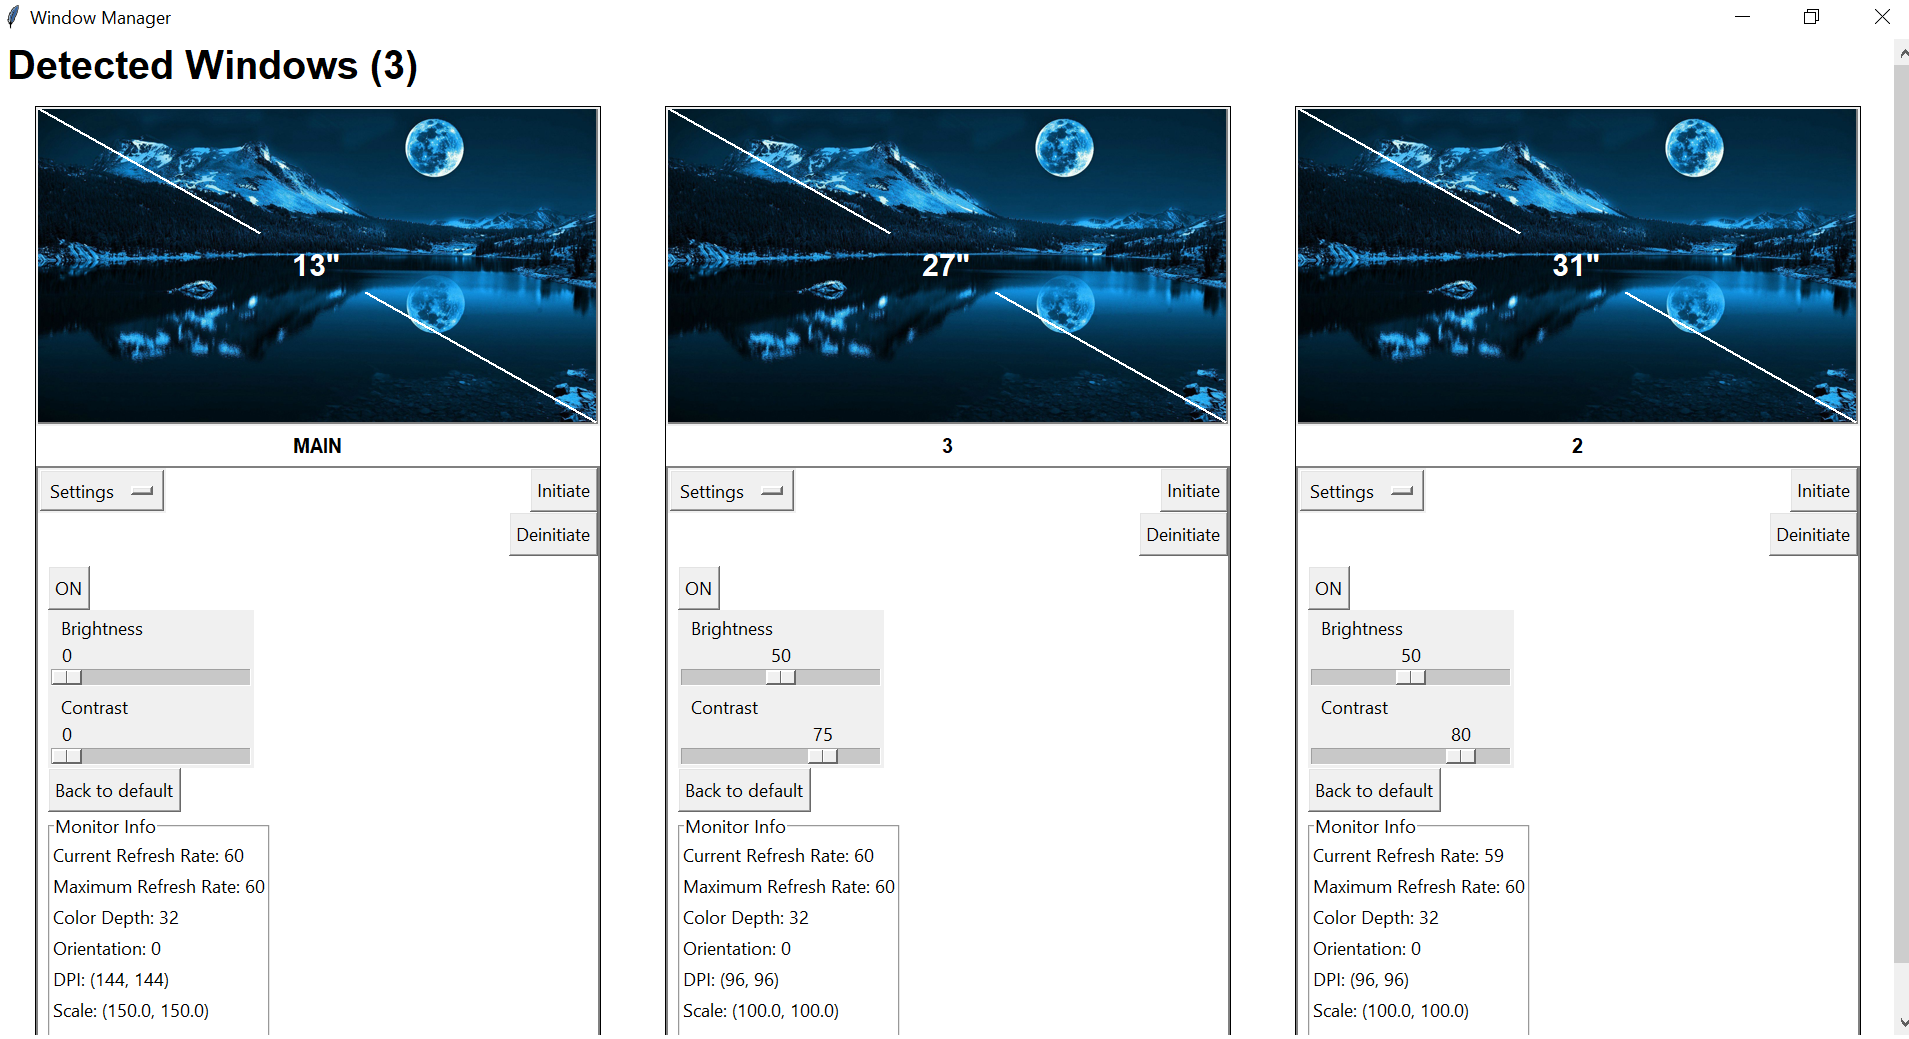 Window Manager
Detected Windows (3)
13"
MAIN
Settings
Initiate
Deinitiate
ON
Brightness
0
Contrast
0
Back to default
Monitor Info
Current Refresh Rate: 60
Maximum Refresh Rate: 60
Color Depth: 32
Orientation: 0
DPI: (144, 144)
Scale: (150.0, 150.0)
27"
3
Settings
Initiate
Deinitiate
ON
Brightness
50
Contrast
75
Back to default
Monitor Info
Current Refresh Rate: 60
Maximum Refresh Rate: 60
Color Depth: 32
Orientation: 0
DPI: (96, 96)
Scale: (100.0, 100.0)
31"
2
Settings
Initiate
Deinitiate
ON
Brightness
50
Contrast
80
Back to default
Monitor Info
Current Refresh Rate: 59
Maximum Refresh Rate: 60
Color Depth: 32
Orientation: 0
DPI: (96, 96)
Scale: (100.0, 100.0)